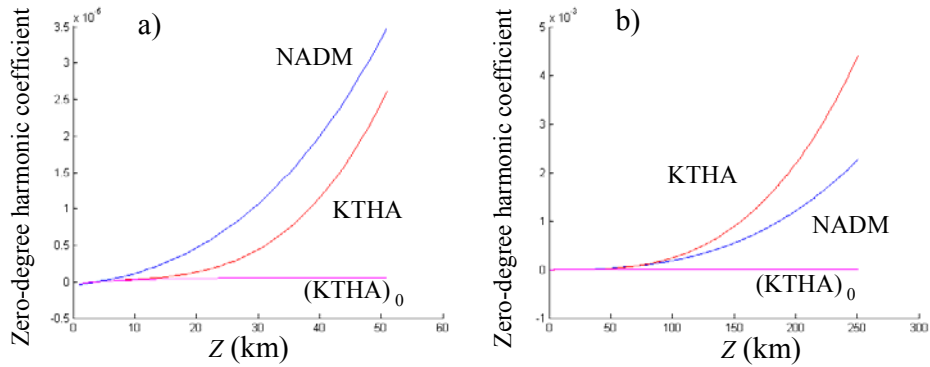 x 10⁻⁶
a)
Zero-degree harmonic coefficient
3.5
3
2.5
2
1.5
1
0.5
0
-0.5
NADM
KTHA
(KTHA)₀
0 10 20 30 40 50 60
Z (km)
x 10⁻³
b)
Zero-degree harmonic coefficient
5
4
3
2
1
0
-1
KTHA
NADM
(KTHA)₀
0 50 100 150 200 250 300
Z (km)